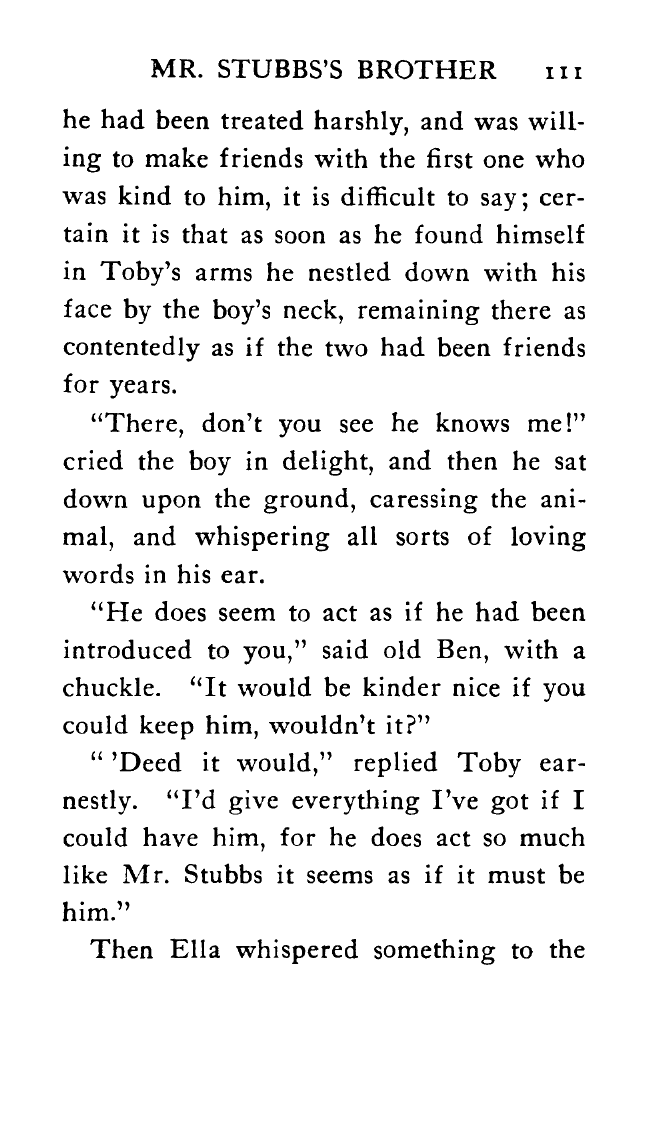 MR. STUBBS'S BROTHER 111
he had been treated harshly, and was will-
ing to make friends with the first one who
was kind to him, it is difficult to say; cer-
tain it is that as soon as he found himself
in Toby's arms he nestled down with his
face by the boy's neck, remaining there as
contentedly as if the two had been friends
for years.
"There, don't you see he knows me!"
cried the boy in delight, and then he sat
down upon the ground, caressing the ani-
mal, and whispering all sorts of loving
words in his ear.
"He does seem to act as if he had been
introduced to you," said old Ben, with a
chuckle. "It would be kinder nice if you
could keep him, wouldn't it?"
" 'Deed it would," replied Toby ear-
nestly. "I'd give everything I've got if I
could have him, for he does act so much
like Mr. Stubbs it seems as if it must be
him."
Then Ella whispered something to the